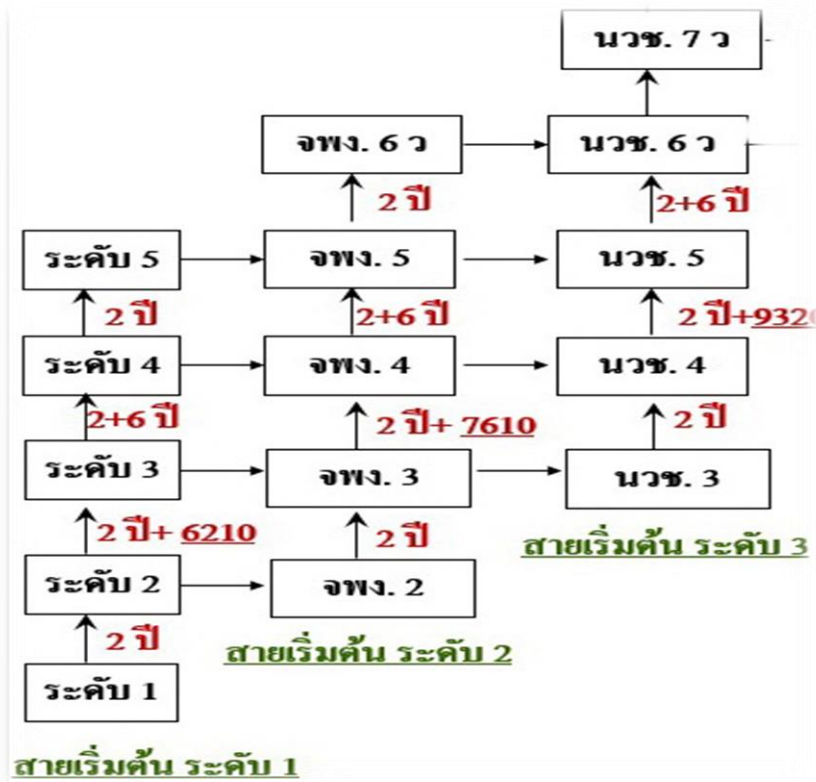 นวช. 7 ว
จพง. 6 ว
นวช. 6 ว
2 ปี
2+6 ปี
ระดับ 5
จพง. 5
นวช. 5
2 ปี
2+6 ปี
2 ปี+932
ระดับ 4
จพง. 4
นวช. 4
2+6 ปี
2 ปี+ 7610
2 ปี
ระดับ 3
จพง. 3
นวช. 3
2 ปี+ 6210
2 ปี
สายเริ่มต้น ระดับ 3
ระดับ 2
จพง. 2
2 ปี
สายเริ่มต้น ระดับ 2
ระดับ 1
สายเริ่มต้น ระดับ 1